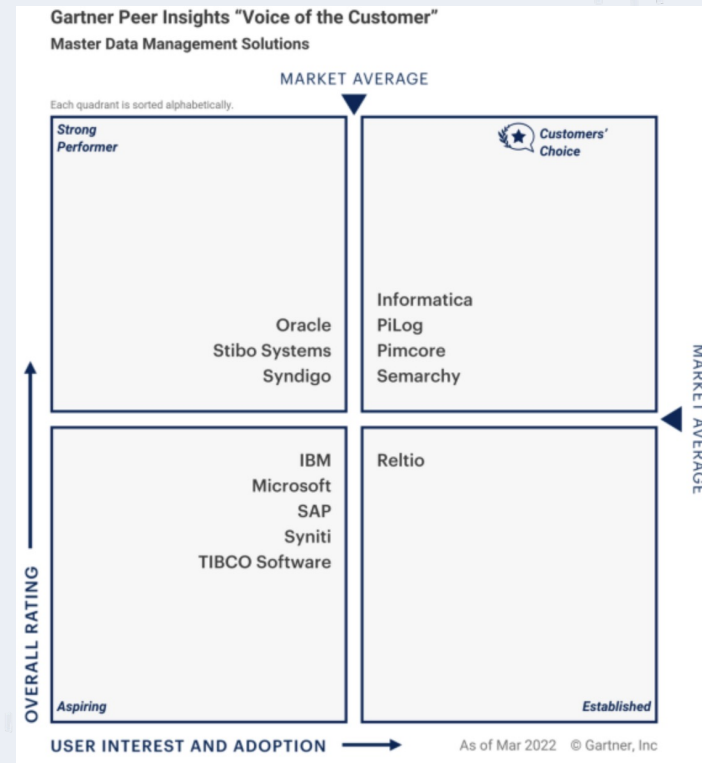 Gartner Peer Insights “Voice of the Customer”
Master Data Management Solutions
MARKET AVERAGE
Each quadrant is sorted alphabetically.
Strong
Performer
Customers’
Choice
Oracle
Stibo Systems
Syndigo
Informatica
PiLog
Pimcore
Semarchy
MARKET AVERAGE
IBM
Microsoft
SAP
Syniti
TIBCO Software
Reltio
OVERALL RATING
Aspiring
Established
USER INTEREST AND ADOPTION
As of Mar 2022 © Gartner, Inc